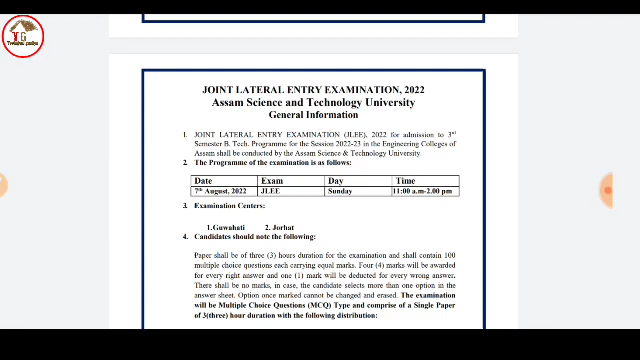 JOINT LATERAL ENTRY EXAMINATION, 2022
Assam Science and Technology University
General Information
1. JOINT LATERAL ENTRY EXAMINATION (JLEE), 2022 for admission to 3rd
Semester B. Tech. Programme for the Session 2022-23 in the Engineering Colleges of
Assam shall be conducted by the Assam Science & Technology University.
2. The Programme of the examination is as follows:
Date Exam Day Time
7th August, 2022 JLEE Sunday 11:00 a.m-2.00 pm
3. Examination Centers:
1.Guwahati 2. Jorhat
4. Candidates should note the following:
Paper shall be of three (3) hours duration for the examination and shall contain 100
multiple choice questions each carrying equal marks. Four (4) marks will be awarded
for every right answer and one (1) mark will be deducted for every wrong answer.
There shall be no marks, in case, the candidate selects more than one option in the
answer sheet. Option once marked cannot be changed and erased. The examination
will be Multiple Choice Questions (MCQ) Type and comprise of a Single Paper
of 3(three) hour duration with the following distribution: